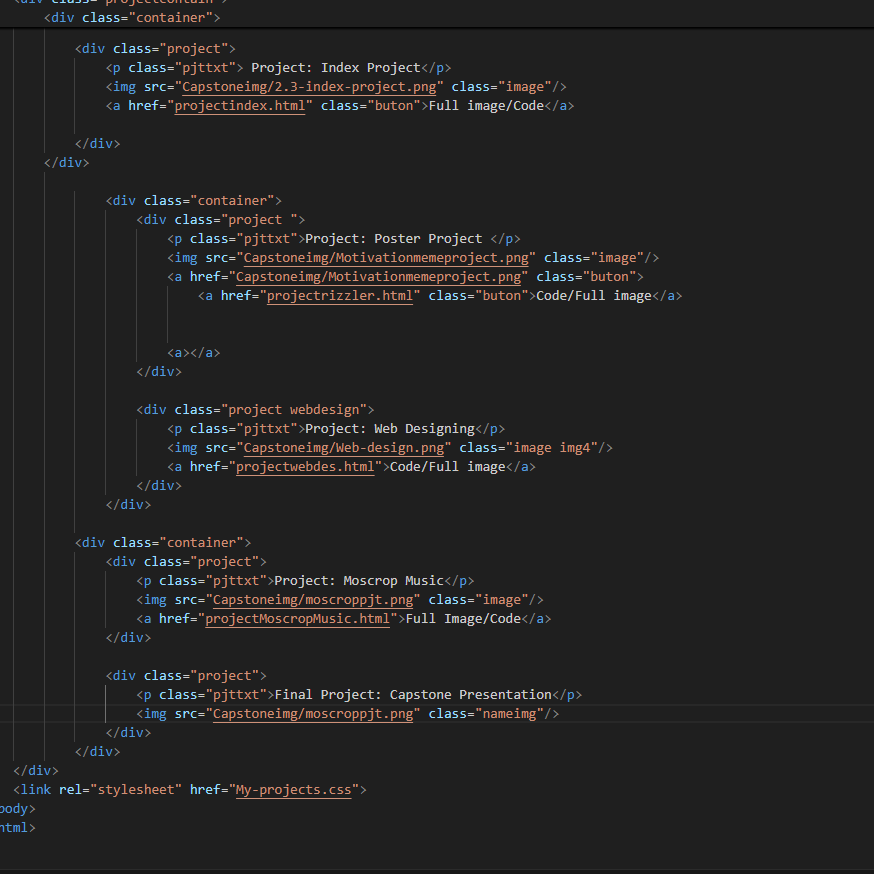 <div class="projectcontain">
<div class="container">
<div class="project">
<p class="pjttxt"> Project: Index Project</p>
<img src="Capstoneimg/2.3-index-project.png" class="image"/>
<a href="projectindex.html" class="buton">Full image/Code</a>
</div>
</div>
<div class="container">
<div class="project ">
<p class="pjttxt">Project: Poster Project </p>
<img src="Capstoneimg/Motivationmemeproject.png" class="image"/>
<a href="Capstoneimg/Motivationmemeproject.png" class="buton">
<a href="projectrizzler.html" class="buton">Code/Full image</a>
<a></a>
</div>
<div class="project webdesign">
<p class="pjttxt">Project: Web Designing</p>
<img src="Capstoneimg/Web-design.png" class="image img4"/>
<a href="projectwebdes.html">Code/Full image</a>
</div>
</div>
<div class="container">
<div class="project">
<p class="pjttxt">Project: Moscrop Music</p>
<img src="Capstoneimg/moscroppjt.png" class="image"/>
<a href="projectMoscropMusic.html">Full Image/Code</a>
</div>
<div class="project">
<p class="pjttxt">Final Project: Capstone Presentation</p>
<img src="Capstoneimg/moscroppjt.png" class="nameimg"/>
</div>
</div>
</div>
<link rel="stylesheet" href="My-projects.css">
body>
html>